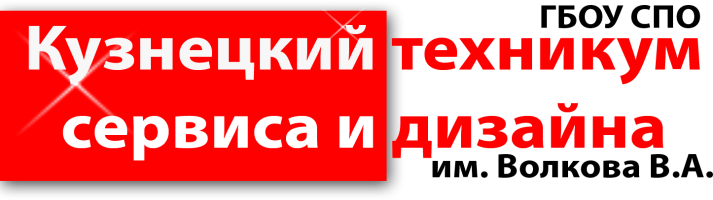 ГБОУ СПО
Кузнецкий техникум
сервиса и дизайна
им. Волкова В.А.